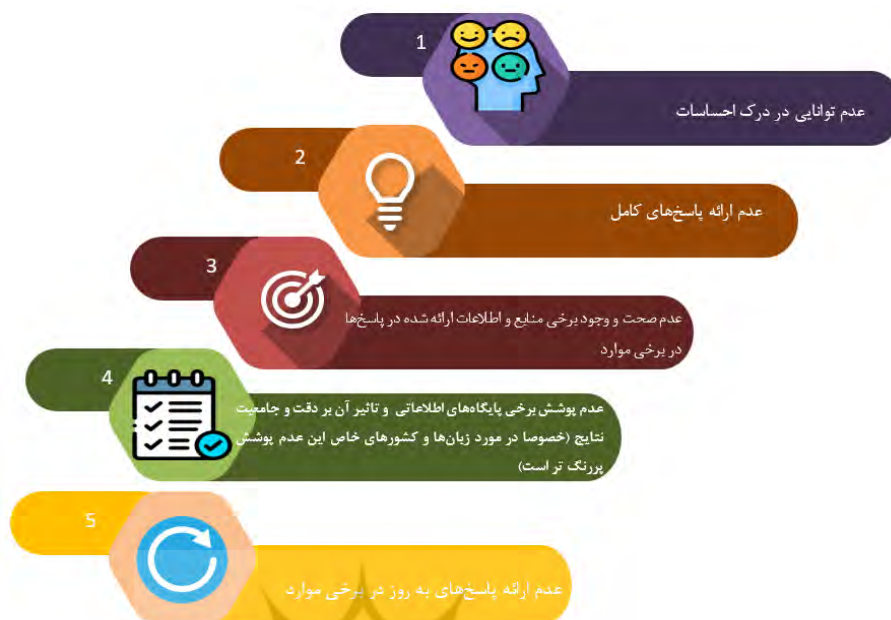 1
عدم توانایی در درک احساسات
2
عدم ارائه پاسخ‌های کامل
3
عدم صحت و وجود برخی منابع و اطلاعات ارائه شده در پاسخ‌ها
در برخی موارد
4
عدم پوشش برخی پایگاه‌های اطلاعاتی و تاثیر آن بر دقت و جامعیت
نتایج (خصوصا در مورد زبان‌ها و کشورهای خاص این عدم پوشش
پررنگ تر است)
5
عدم ارائه پاسخ‌های به روز در برخی موارد